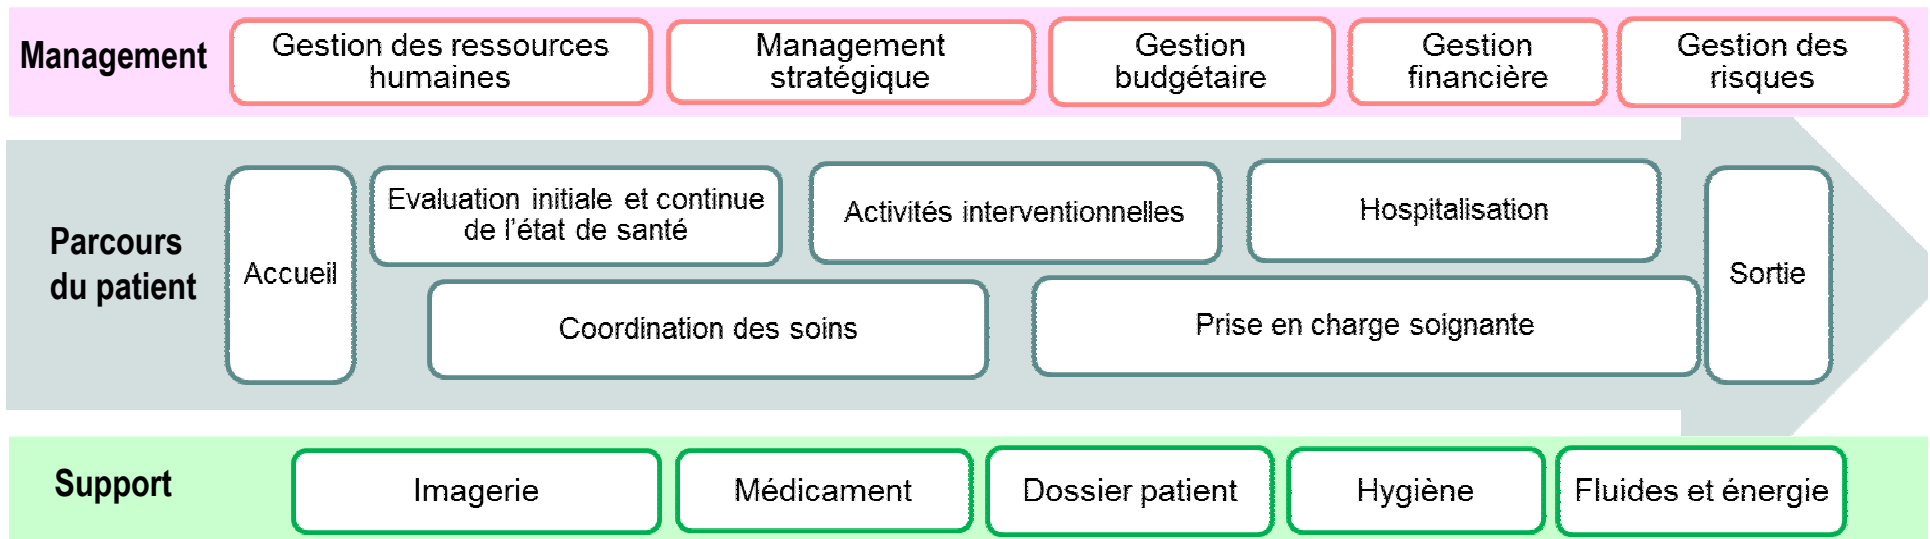 Management
Gestion des ressources
humaines
Management
stratégique
Gestion
budgétaire
Gestion
financière
Gestion des
risques
Parcours
du patient
Accueil
Evaluation initiale et continue
de l'état de santé
Activités interventionnelles
Hospitalisation
Coordination des soins
Prise en charge soignante
Sortie
Support
Imagerie
Médicament
Dossier patient
Hygiène
Fluides et énergie